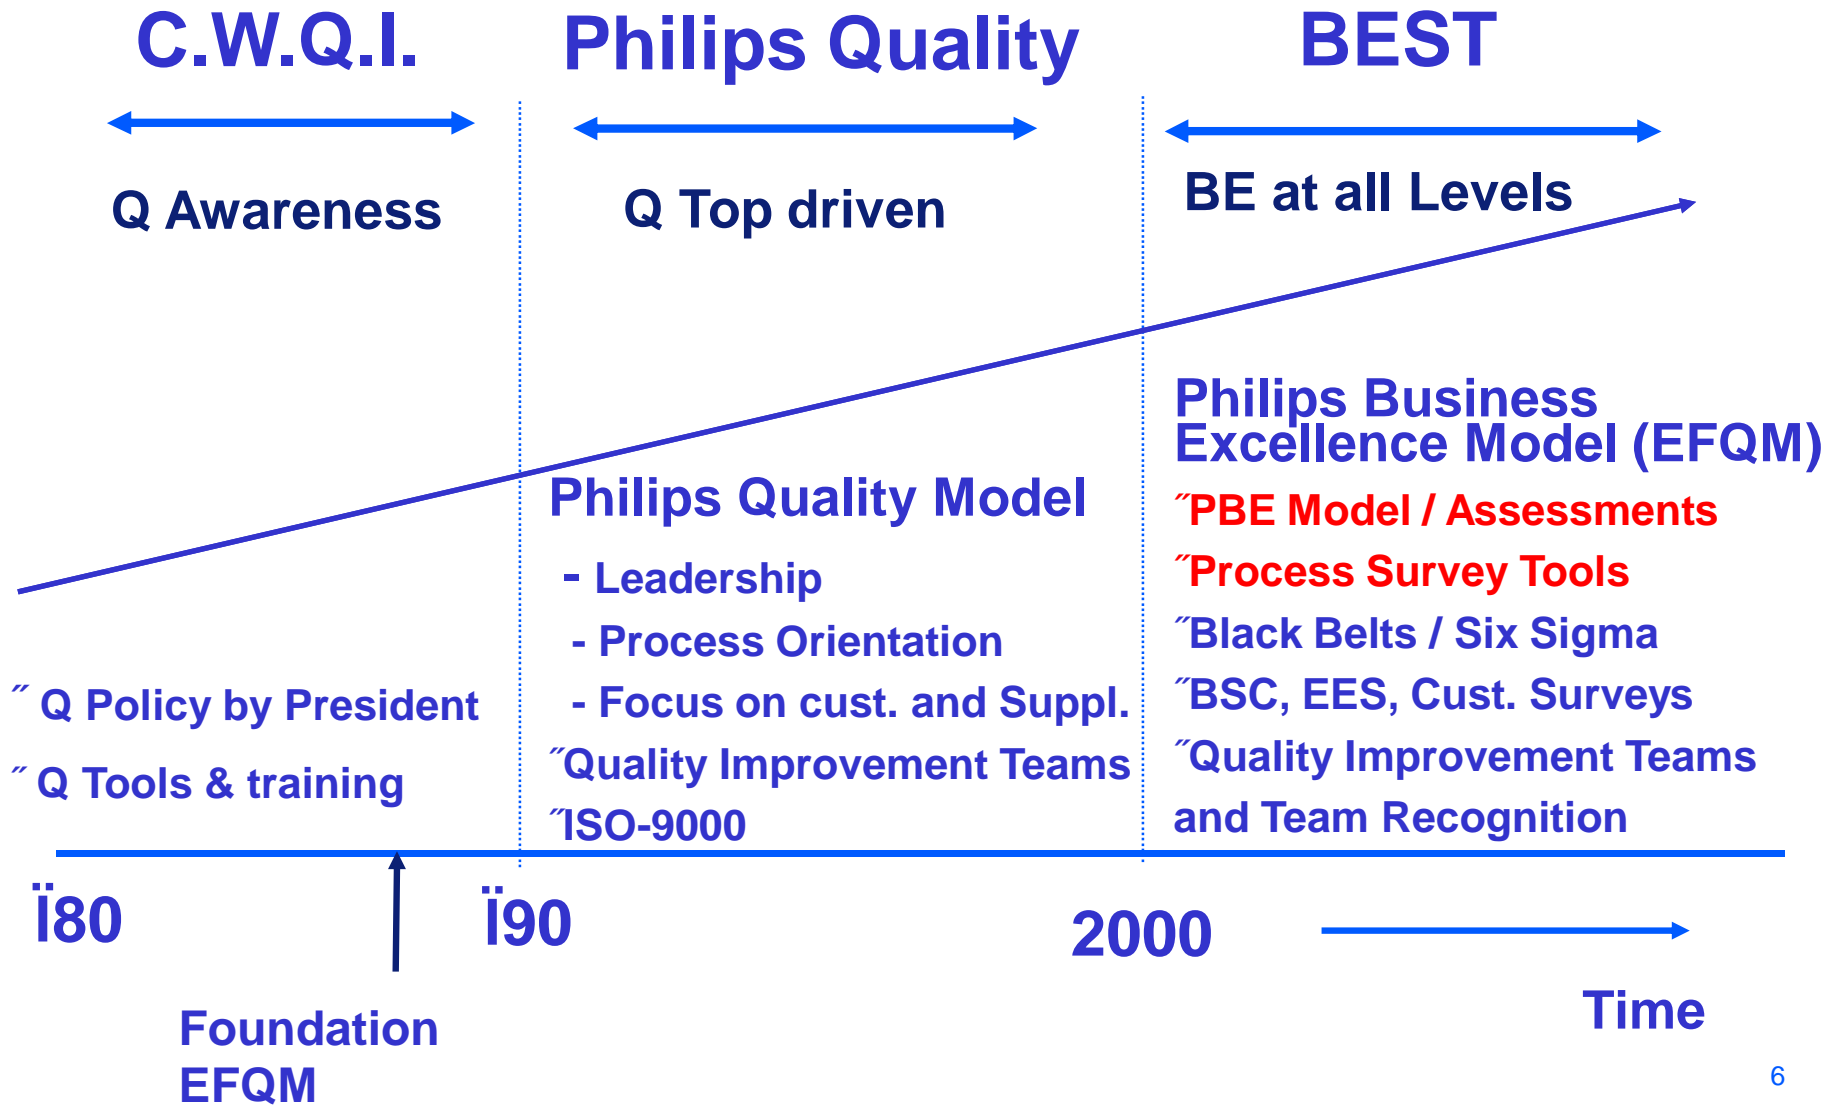 C.W.Q.I.
Philips Quality
BEST
Q Awareness
Q Top driven
BE at all Levels
˝ Q Policy by President
˝ Q Tools & training
Philips Quality Model
- Leadership
- Process Orientation
- Focus on cust. and Suppl.
˝Quality Improvement Teams
˝ISO-9000
Philips Business
Excellence Model (EFQM)
˝PBE Model / Assessments
˝Process Survey Tools
˝Black Belts / Six Sigma
˝BSC, EES, Cust. Surveys
˝Quality Improvement Teams
and Team Recognition
Ï80
Ï90
2000
Time
Foundation
EFQM
6